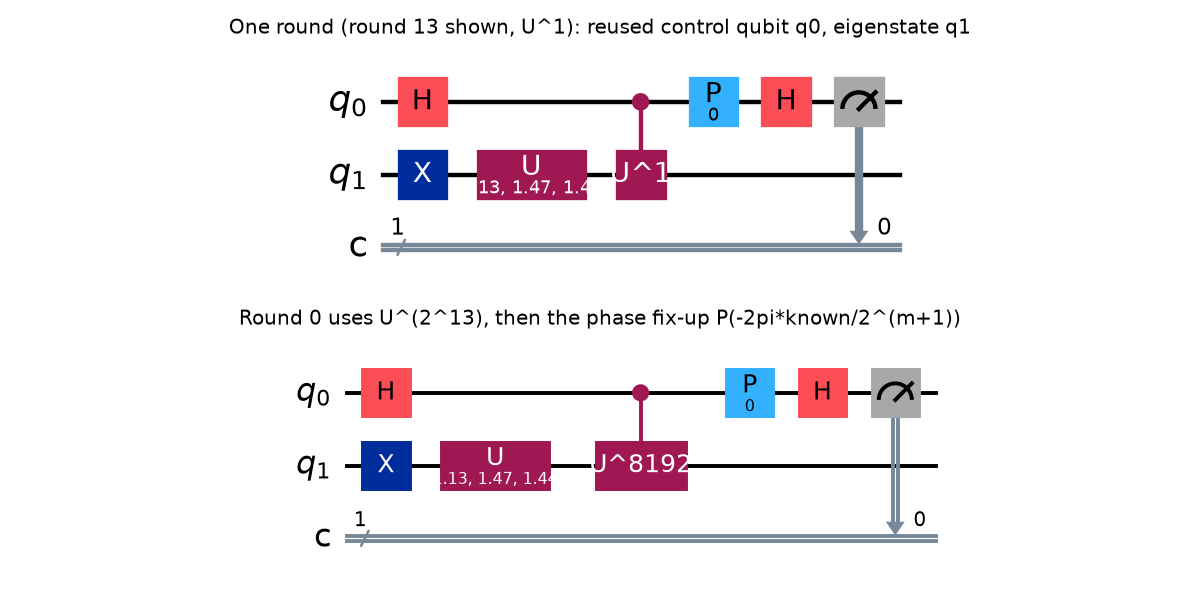 One round (round 13 shown, U^1): reused control qubit q0, eigenstate q1
q0 H P 0 H
q1 X U 13, 1.47, 1.4 U^1
c 1 0
Round 0 uses U^(2^13), then the phase fix-up P(-2pi*known/2^(m+1))
q0 H P 0 H
q1 X U .13, 1.47, 1.44 U^8192
c 1 0